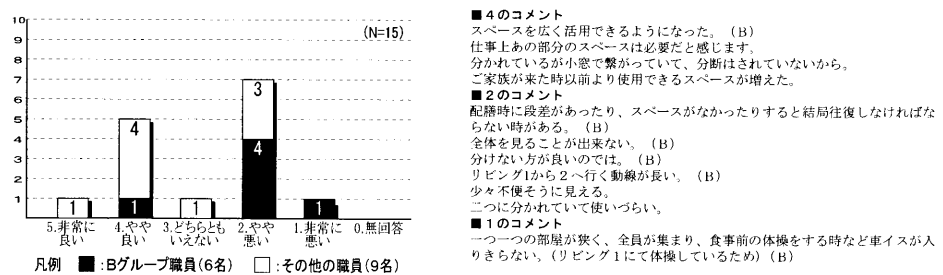 10
9
8
7
6
5
4
3
2
1
(N=15)
1
4
1
1
3
4
1
5.非常に
良い
4.やや
良い
3.どちらとも
いえない
2.やや
悪い
1.非常に
悪い
0.無回答
凡例 :Bグループ職員(6名) :その他の職員(9名)
■4のコメント
スペースを広く活用できるようになった。（B）
仕事上あの部分のスペースは必要だと感じます。
分かれているが小窓で繋がっていて、分断はされていないから。
ご家族が来た時以前より使用できるスペースが増えた。
■2のコメント
配膳時に段差があったり、スペースがなかったりすると結局往復しなければな
らない時がある。（B）
全体を見ることが出来ない。（B）
分けない方が良いのでは。（B）
リビング1から2へ行く動線が長い。（B）
少々不便そうに見える。
二つに分かれていて使いづらい。
■1のコメント
一つ一つの部屋が狭く、全員が集まり、食事前の体操をする時など車イスが入
りきらない。(リビング1にて体操しているため)（B）